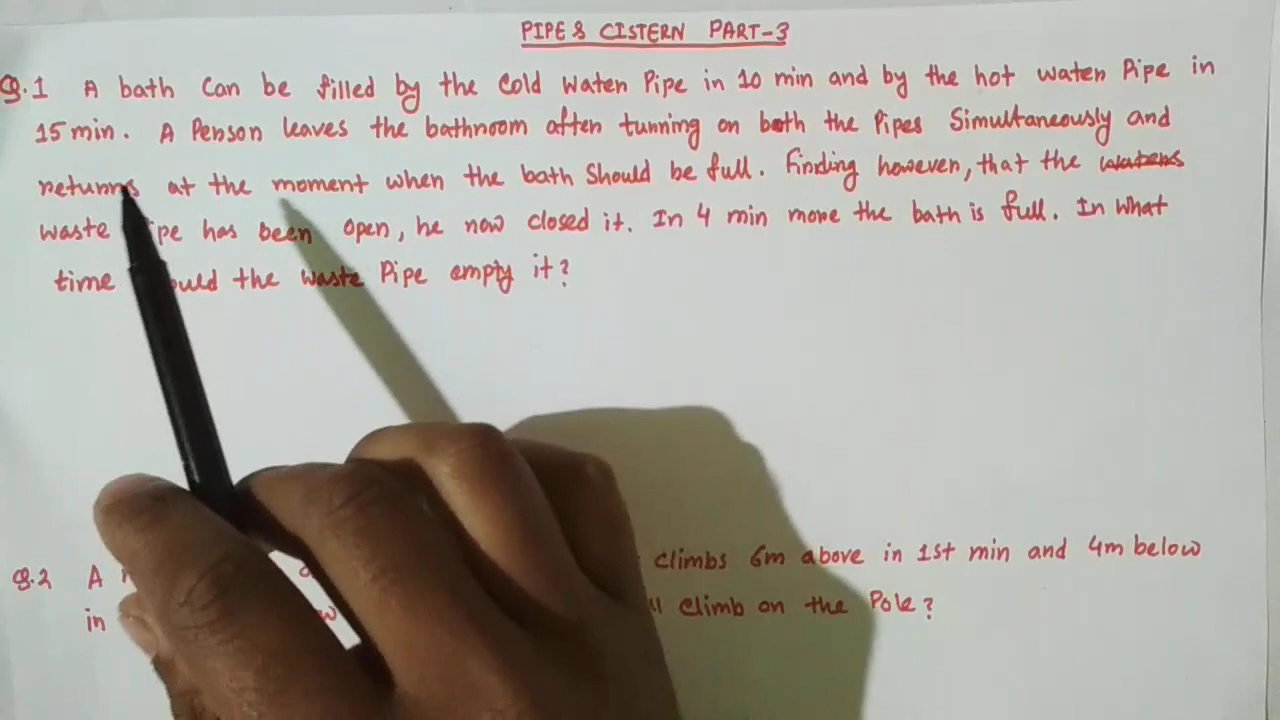 PIPE & CISTERN PART-3
Q.1 A bath can be filled by the cold water Pipe in 10 min and by the hot water Pipe in
15 min. A Person leaves the bathroom after turning on both the Pipes Simultaneously and
returns at the moment when the bath should be full. Finding however, that the waters
waste has been open, he now closed it. In 4 min more the bath is full. In what
time the waste Pipe empty it?
Q.2 A climbs 6m above in 1st min and 4m below
in climb on the Pole?